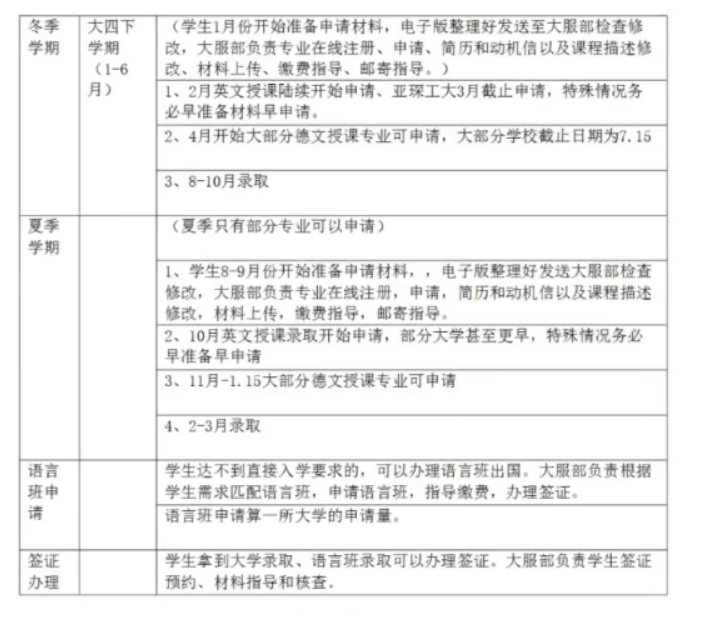 冬季
学期
大四下
学期
（1-6
月）
（学生1月份开始准备申请材料，电子版整理好发送至大服部检查修
改，大服部负责专业在线注册、申请、简历和动机信以及课程描述修
改、材料上传、缴费指导、邮寄指导。）
1、2月英文授课陆续开始申请、亚琛工大3月截止申请，特殊情况务
必早准备材料早申请。
2、4月开始大部分德文授课专业可申请，大部分学校截止日期为7.15
3、8-10月录取
夏季
学期
（夏季只有部分专业可以申请）
1、学生8-9月份开始准备申请材料，，电子版整理好发送大服部检查
修改，大服部负责专业在线注册，申请，简历和动机信以及课程描述
修改，材料上传，缴费指导，邮寄指导。
2、10月英文授课录取开始申请，部分大学甚至更早，特殊情况务必
早准备早申请
3、11月-1.15大部分德文授课专业可申请
4、2-3月录取
语言
班申
请
学生达不到直接入学要求的，可以办理语言班出国。大服部负责根据
学生需求匹配语言班，申请语言班，指导缴费，办理签证。
语言班申请算一所大学的申请量。
签证
办理
学生拿到大学录取、语言班录取可以办理签证。大服部负责学生签证
预约、材料指导和核查.